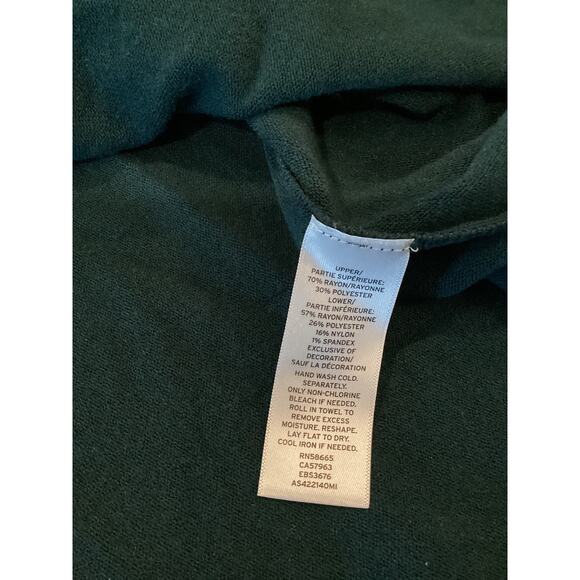 UPPER/
PARTIE SUPÉRIEURE:
70% RAYON/RAYONNE
30% POLYESTER
LOWER/
PARTIE INFÉRIEURE:
57% RAYON/RAYONNE
26% POLYESTER
16% NYLON
1% SPANDEX
EXCLUSIVE OF
DECORATION/
SAUF LA DÉCORATION
HAND WASH COLD.
SEPARATELY.
ONLY NON-CHLORINE
BLEACH IF NEEDED.
ROLL IN TOWEL TO
REMOVE EXCESS
MOISTURE. RESHAPE.
LAY FLAT TO DRY.
COOL IRON IF NEEDED.
RN58665
CA57963
EBS3676
AS422140MI